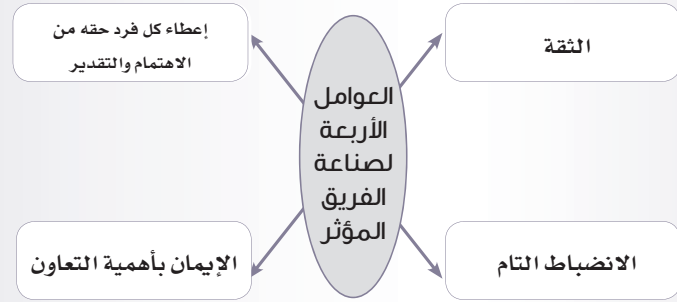 العوامل
الأربعة
لصناعة
الفريق
المؤثر
الثقة
إعطاء كل فرد حقه من
الاهتمام والتقدير
الانضباط التام
الإيمان بأهمية التعاون